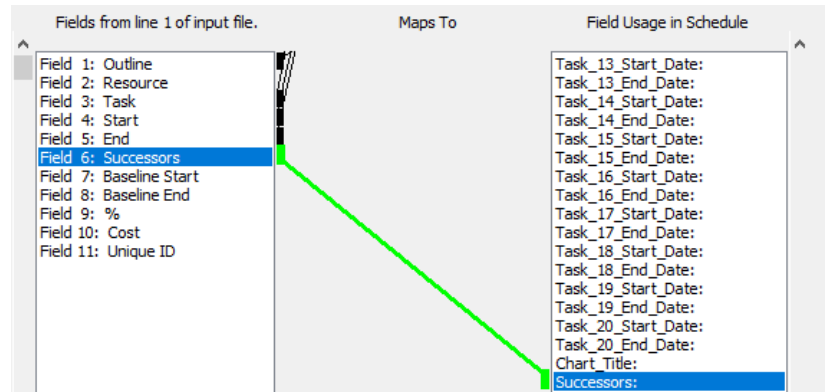 Fields from line 1 of input file. Maps To Field Usage in Schedule
Field 1: Outline
Field 2: Resource
Field 3: Task
Field 4: Start
Field 5: End
Field 6: Successors
Field 7: Baseline Start
Field 8: Baseline End
Field 9: %
Field 10: Cost
Field 11: Unique ID
Task_13_Start_Date:
Task_13_End_Date:
Task_14_Start_Date:
Task_14_End_Date:
Task_15_Start_Date:
Task_15_End_Date:
Task_16_Start_Date:
Task_16_End_Date:
Task_17_Start_Date:
Task_17_End_Date:
Task_18_Start_Date:
Task_18_End_Date:
Task_19_Start_Date:
Task_19_End_Date:
Task_20_Start_Date:
Task_20_End_Date:
Chart_Title:
Successors: